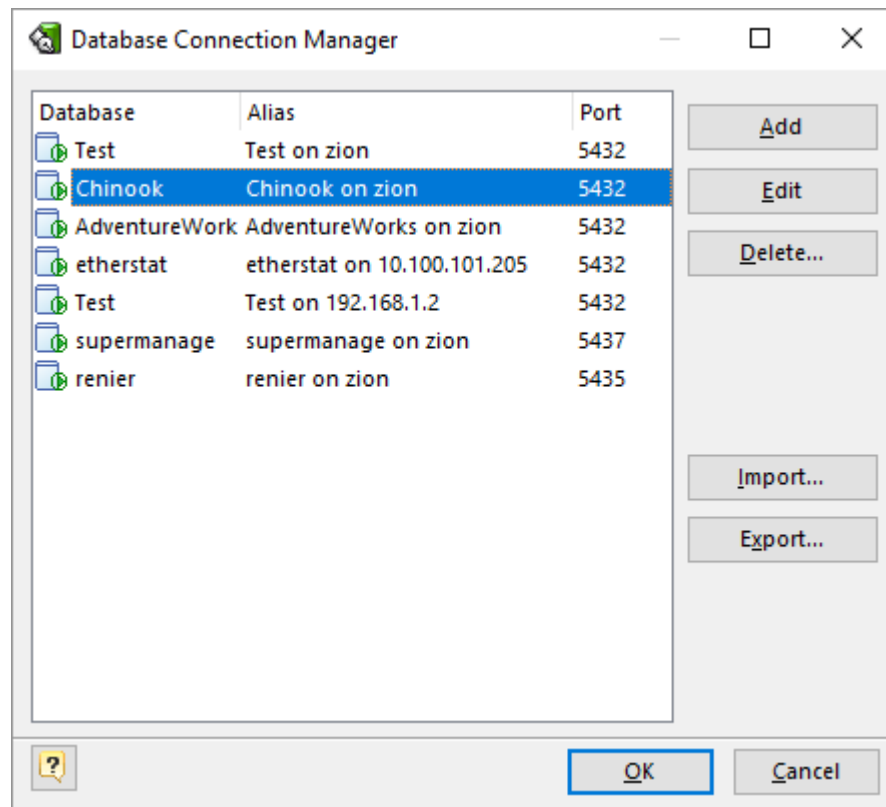 Database Connection Manager
Database Alias Port
Test Test on zion 5432
Chinook Chinook on zion 5432
AdventureWork AdventureWorks on zion 5432
etherstat etherstat on 10.100.101.205 5432
Test Test on 192.168.1.2 5432
supermanage supermanage on zion 5437
renier renier on zion 5435
Add
Edit
Delete...
Import...
Export...
?
OK
Cancel